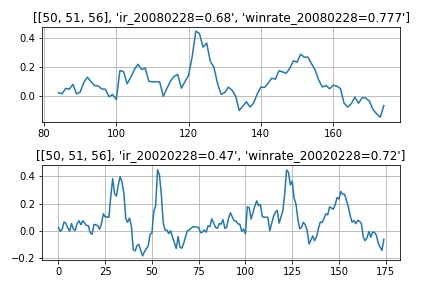 [[50, 51, 56], 'ir_20080228=0.68', 'winrate_20080228=0.777']
0.4
0.2
0.0
80 100 120 140 160
[[50, 51, 56], 'ir_20020228=0.47', 'winrate_20020228=0.72']
0.4
0.2
0.0
−0.2
0 25 50 75 100 125 150 175